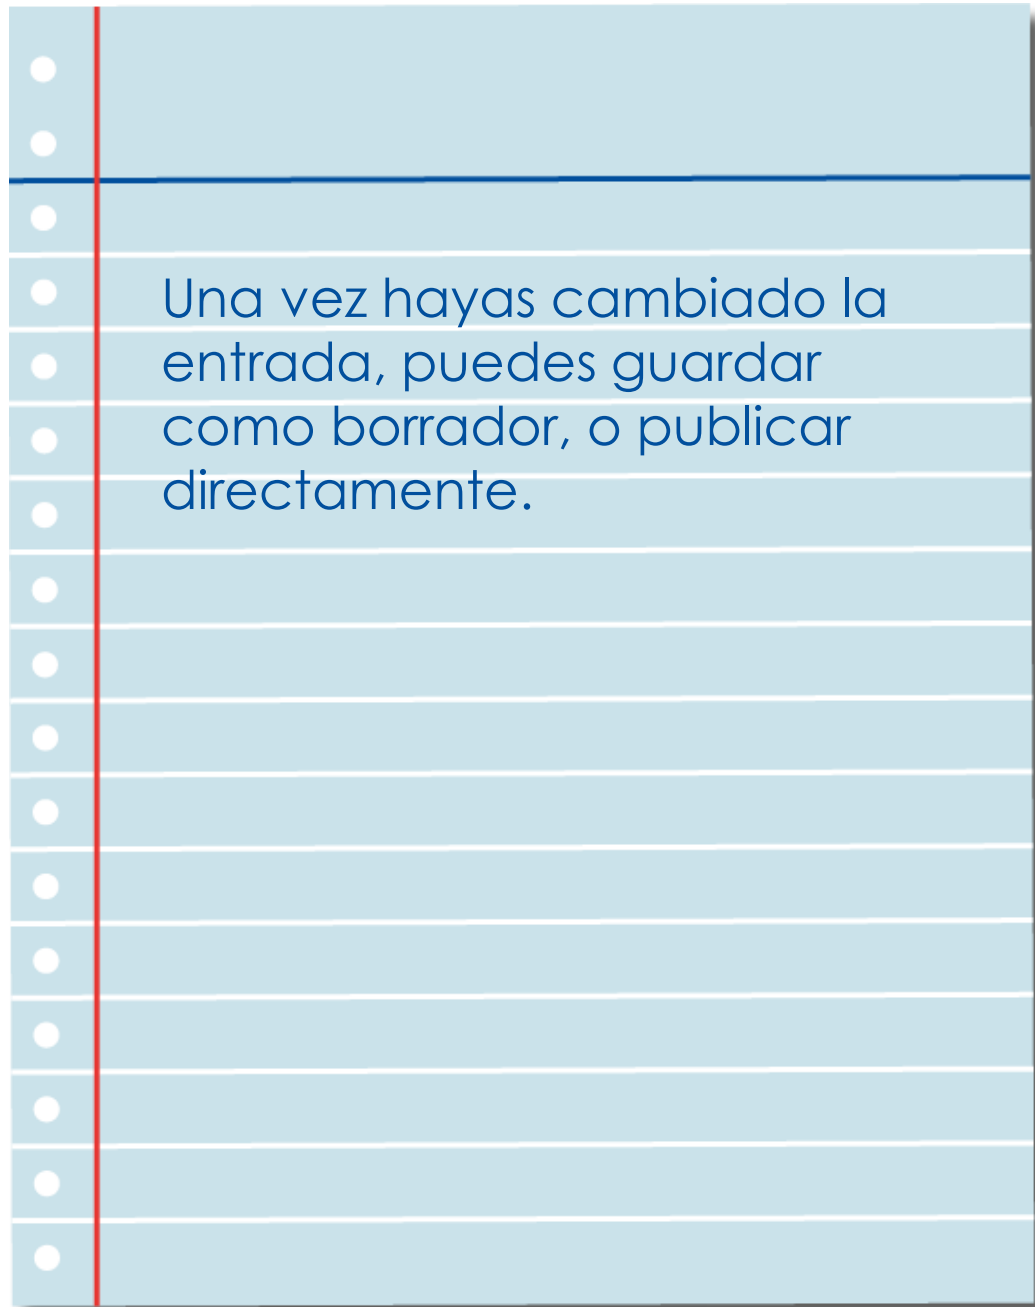 Una vez hayas cambiado la
entrada, puedes guardar
como borrador, o publicar
directamente.